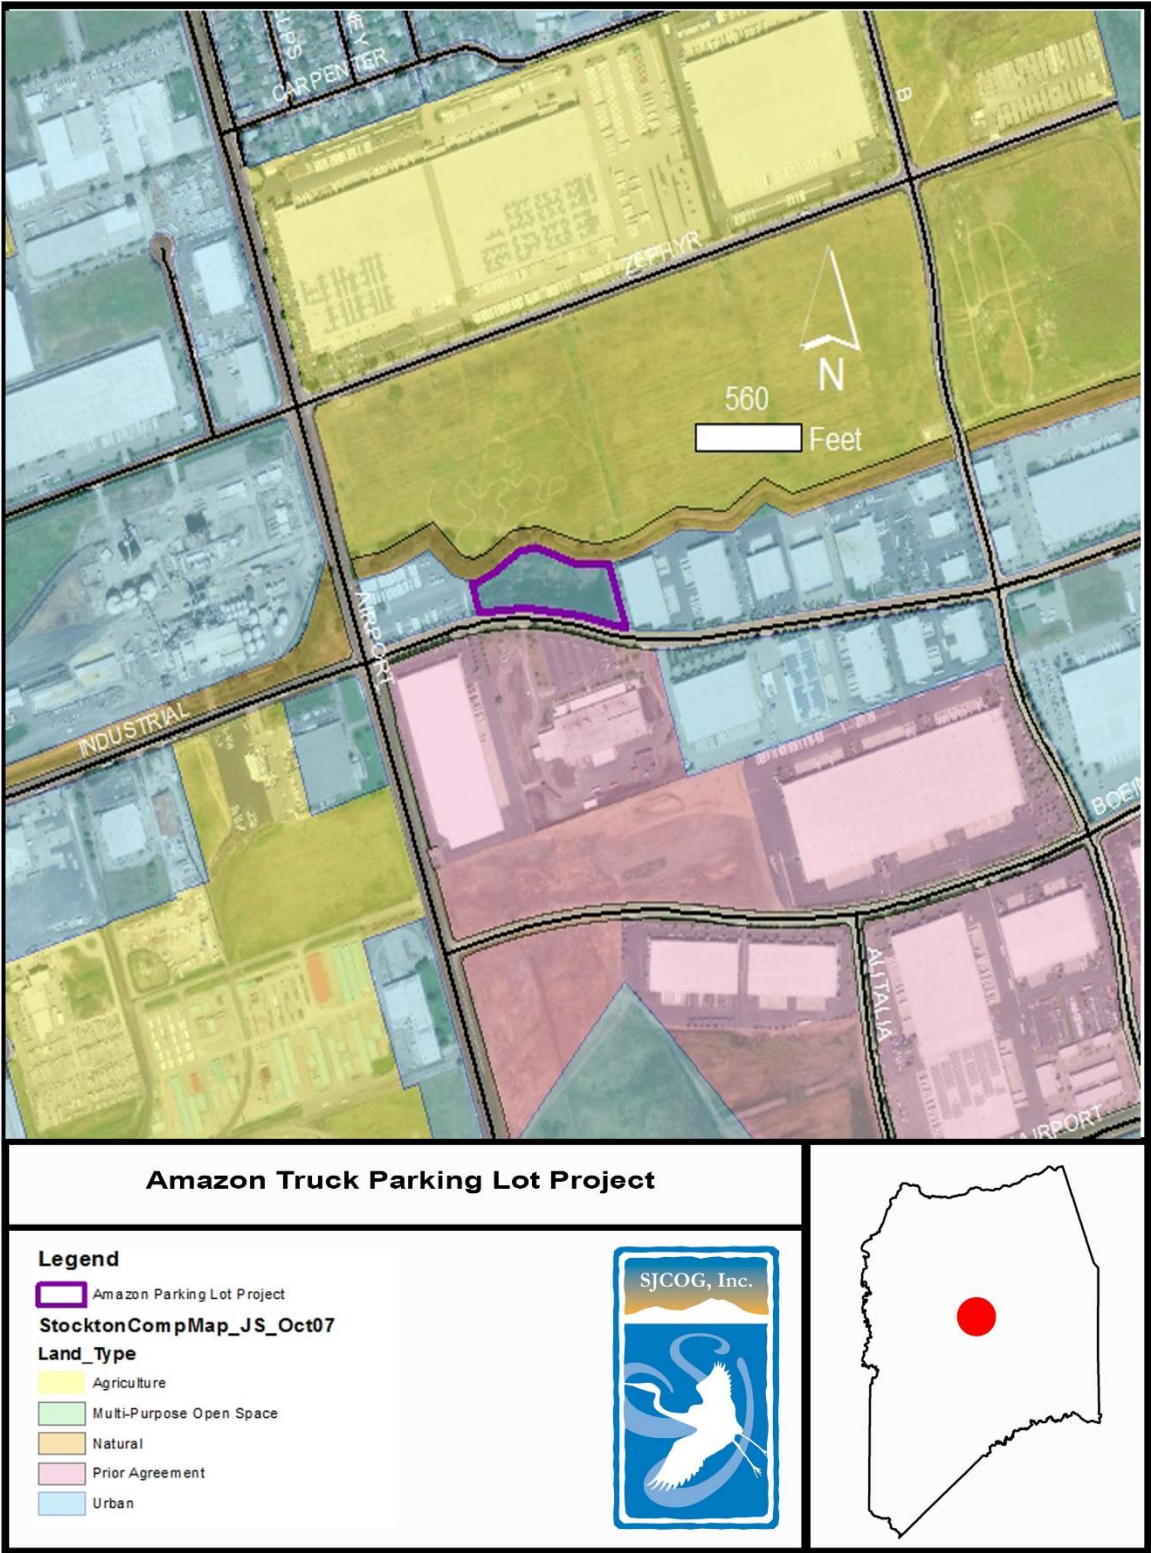 CARPENTER
B
ZEPHYR
N
560
Feet
AIRPORT
INDUSTRIAL
ALITALIA
AIRPORT
Amazon Truck Parking Lot Project
Legend
Amazon Parking Lot Project
StocktonCompMap_JS_Oct07
Land_Type
Agriculture
Multi-Purpose Open Space
Natural
Prior Agreement
Urban
SJCOG, Inc.